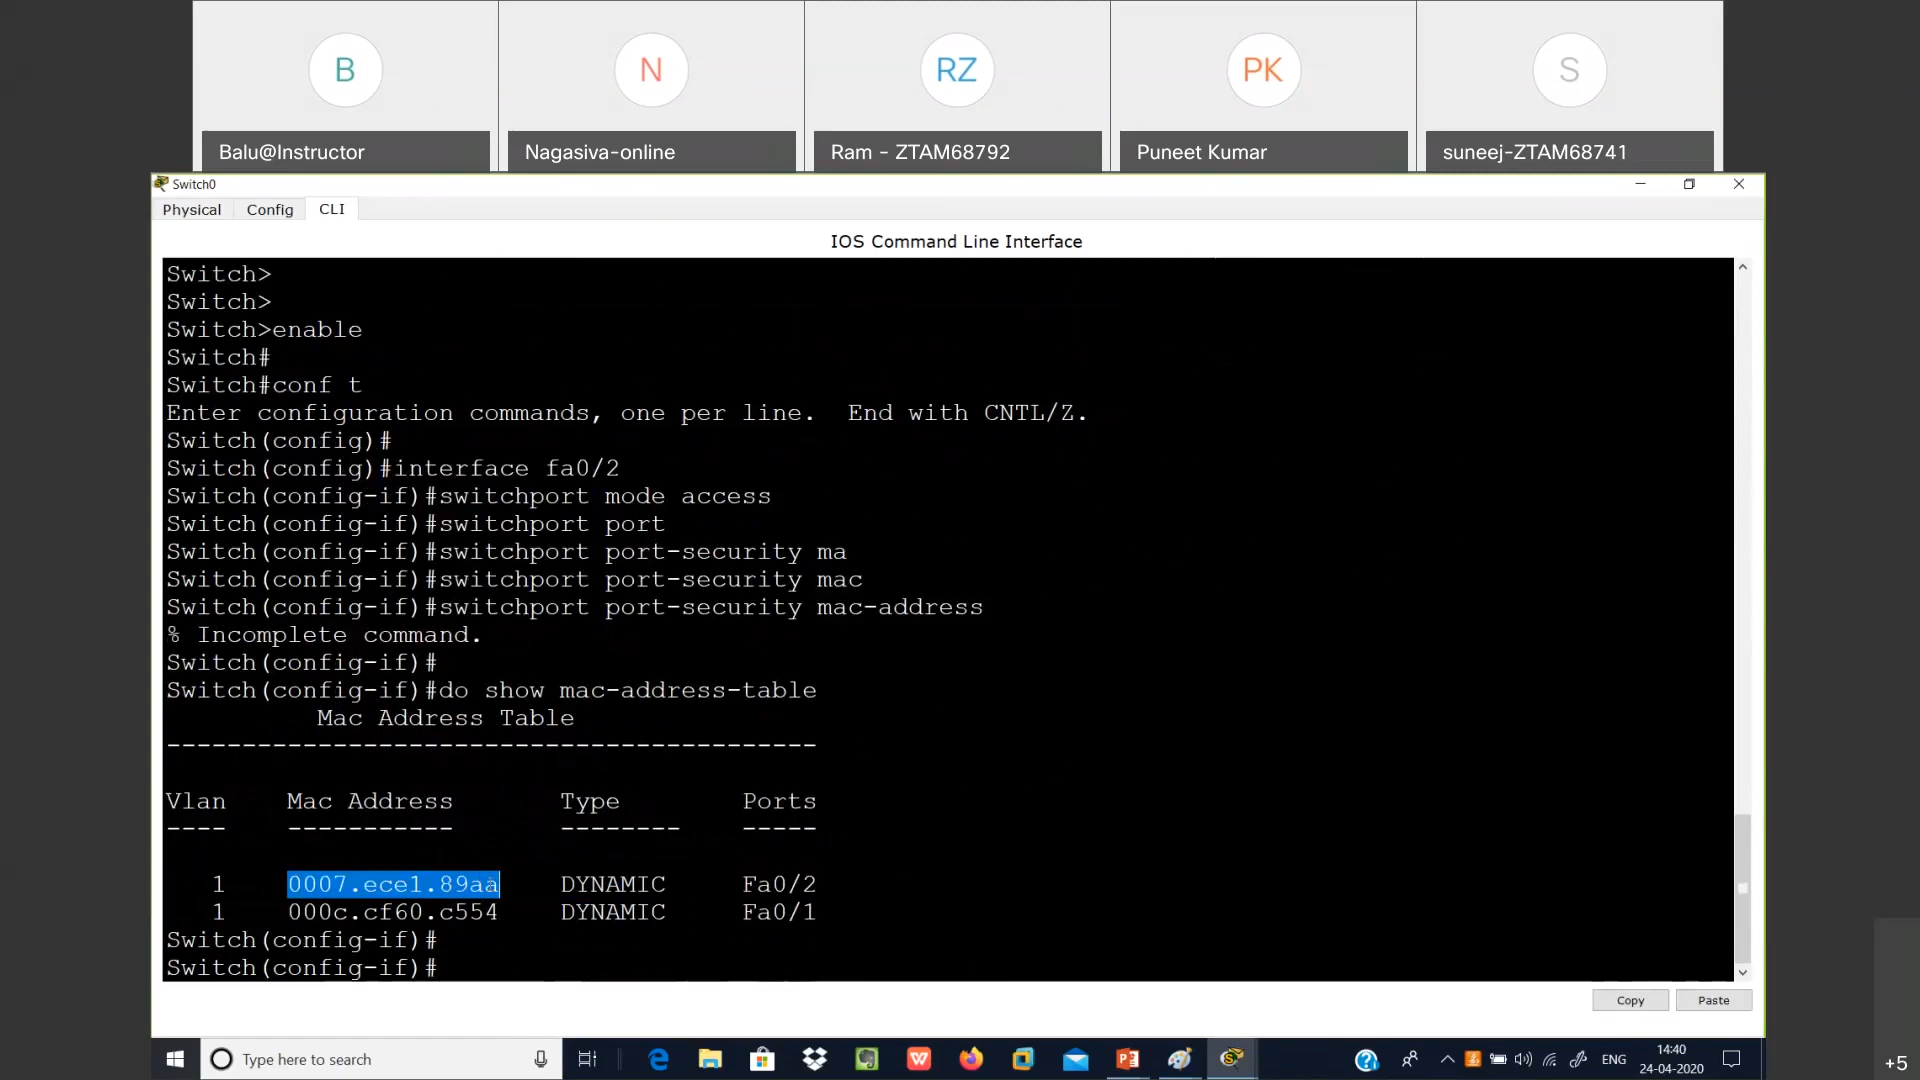 B
N
RZ
PK
S
Balu@Instructor
Nagasiva-online
Ram - ZTAM68792
Puneet Kumar
suneej-ZTAM68741
Switch0
Physical Config CLI
IOS Command Line Interface
Switch>
Switch>
Switch>enable
Switch#
Switch#conf t
Enter configuration commands, one per line.  End with CNTL/Z.
Switch(config)#
Switch(config)#interface fa0/2
Switch(config-if)#switchport mode access
Switch(config-if)#switchport port
Switch(config-if)#switchport port-security ma
Switch(config-if)#switchport port-security mac
Switch(config-if)#switchport port-security mac-address
% Incomplete command.
Switch(config-if)#
Switch(config-if)#do show mac-address-table
Mac Address Table
-------------------------------------------
Vlan    Mac Address       Type        Ports
----    -----------       --------    -----
1    0007.ece1.89aa    DYNAMIC     Fa0/2
1    000c.cf60.c554    DYNAMIC     Fa0/1
Switch(config-if)#
Switch(config-if)#
Copy Paste
Type here to search
ENG
14:40
24-04-2020
+5